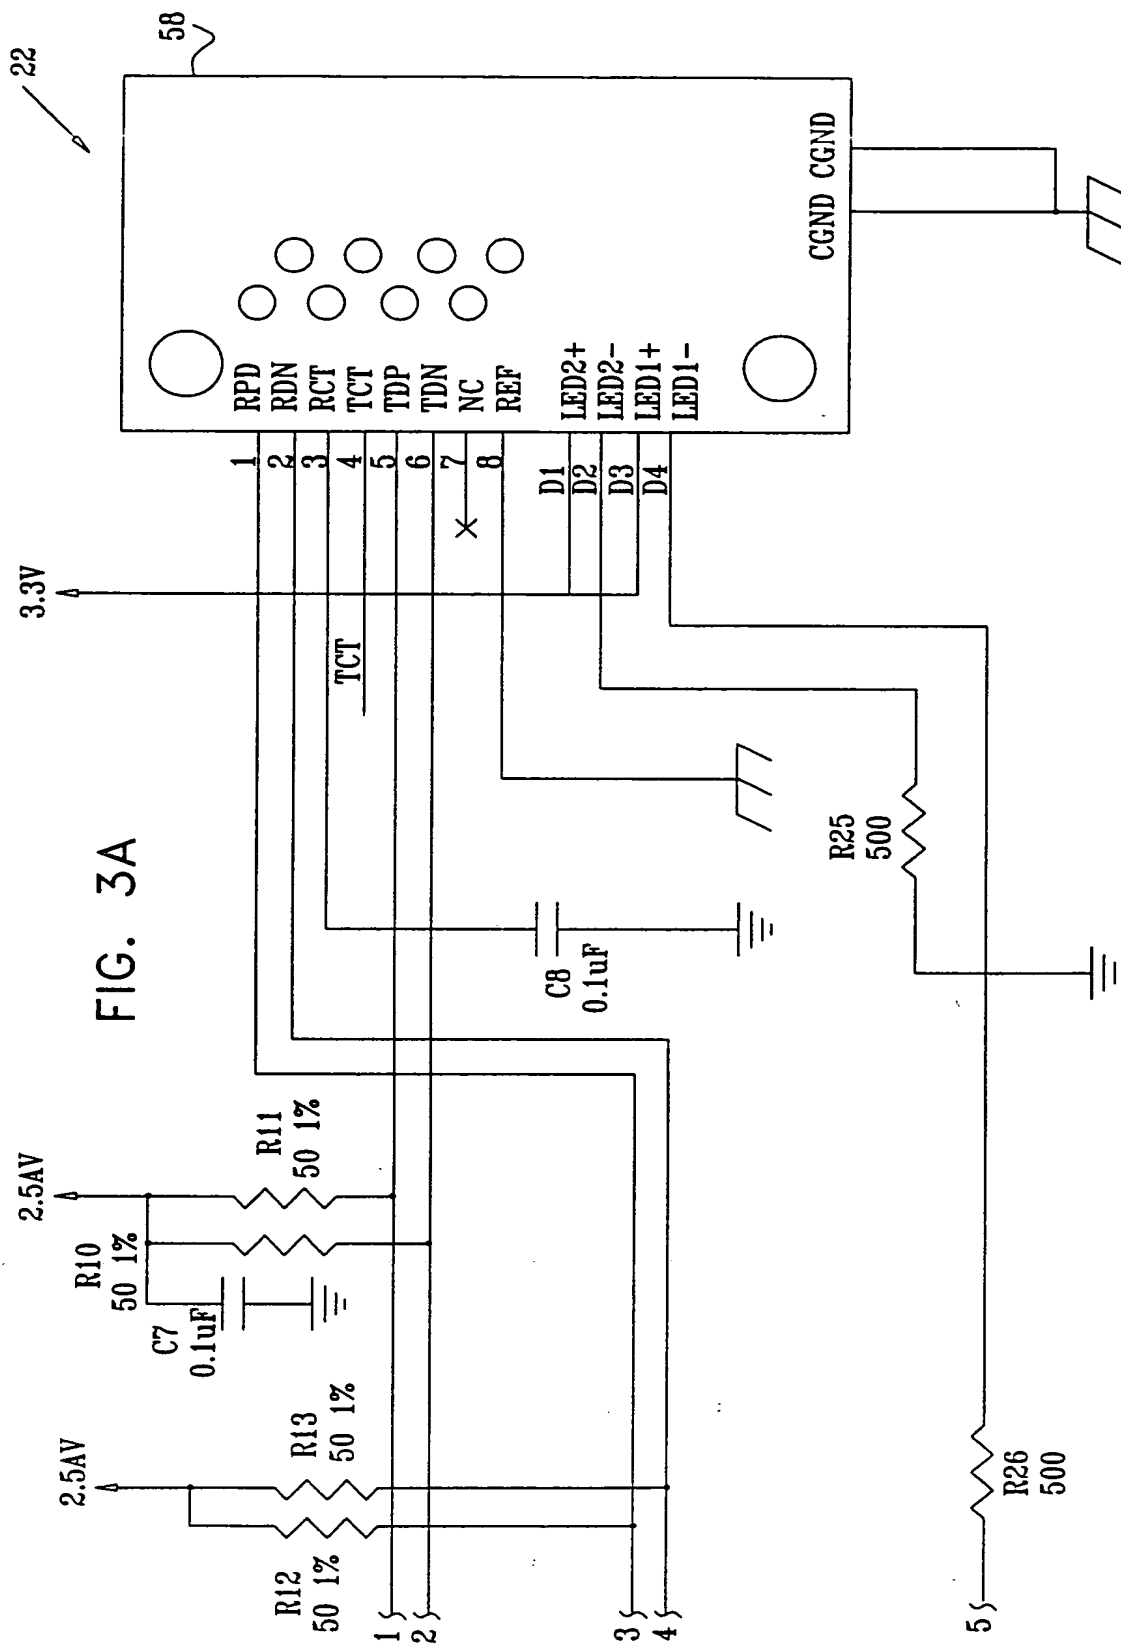 FIG. 3A
22
58
3.3V
2.5AV
2.5AV
RPD
RDN
RCT
TCT
TDP
TDN
NC
REF
LED2+
LED2-
LED1+
LED1-
CGND CGND
1
2
3
4
5
6
7
8
D1
D2
D3
D4
TCT
C8
0.1uF
R25
500
R11
50 1%
R10
50 1%
C7
0.1uF
R13
50 1%
R12
50 1%
R26
500
1
2
3
4
5